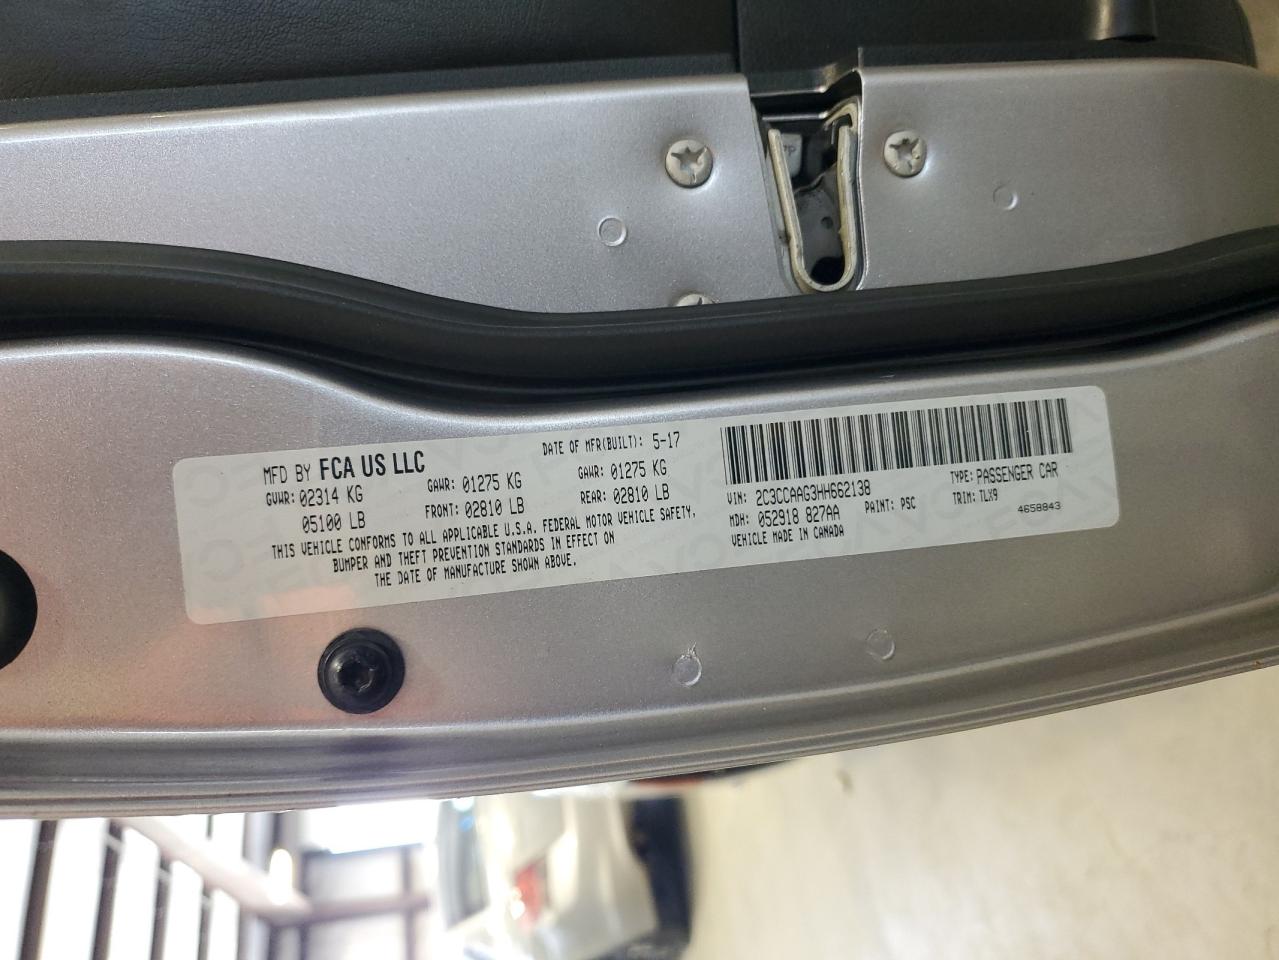 MFD BY FCA US LLC DATE OF MFR(BUILT): 5-17
GVWR: 02314 KG GAWR: 01275 KG GAWR: 01275 KG
05100 LB FRONT: 02810 LB REAR: 02810 LB
THIS VEHICLE CONFORMS TO ALL APPLICABLE U.S.A. FEDERAL MOTOR VEHICLE SAFETY,
BUMPER AND THEFT PREVENTION STANDARDS IN EFFECT ON
THE DATE OF MANUFACTURE SHOWN ABOVE.
VIN: 2C3CCAAG3HH662138 TYPE: PASSENGER CAR
MDH: 052918 827AA PAINT: PSC TRIM: TLX9
VEHICLE MADE IN CANADA 4658843